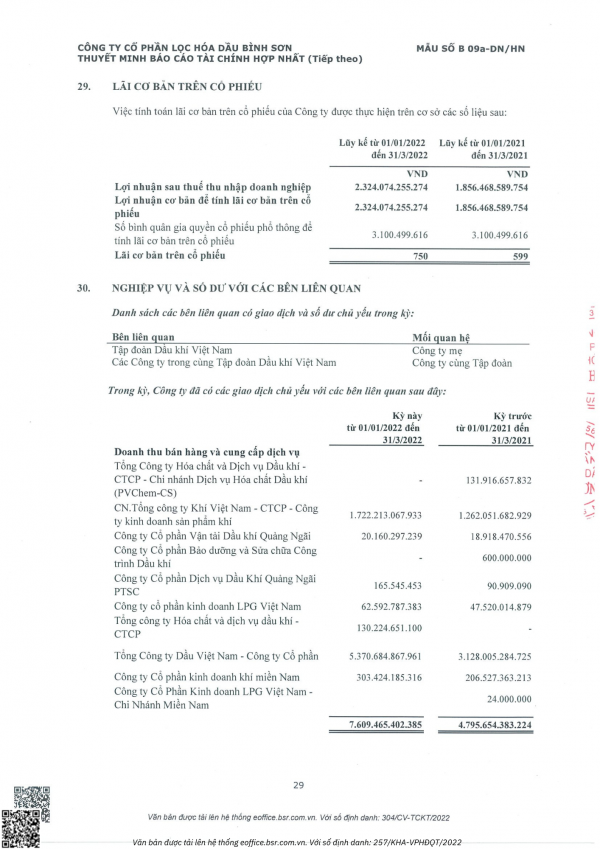 CÔNG TY CỔ PHẦN LỌC HÓA DẦU BÌNH SƠN MẪU SỐ B 09a-DN/HN
THUYẾT MINH BÁO CÁO TÀI CHÍNH HỢP NHẤT (Tiếp theo)
29. LÃI CƠ BẢN TRÊN CỔ PHIẾU
Việc tính toán lãi cơ bản trên cổ phiếu của Công ty được thực hiện trên cơ sở các số liệu sau:
Lũy kế từ 01/01/2022 Lũy kế từ 01/01/2021
đến 31/3/2022 đến 31/3/2021
VND VND
Lợi nhuận sau thuế thu nhập doanh nghiệp 2.324.074.255.274 1.856.468.589.754
Lợi nhuận cơ bản để tính lãi cơ bản trên cổ
phiếu 2.324.074.255.274 1.856.468.589.754
Số bình quân gia quyền cổ phiếu phổ thông để
tính lãi cơ bản trên cổ phiếu 3.100.499.616 3.100.499.616
Lãi cơ bản trên cổ phiếu 750 599
30. NGHIỆP VỤ VÀ SỐ DƯ VỚI CÁC BÊN LIÊN QUAN
Danh sách các bên liên quan có giao dịch và số dư chủ yếu trong kỳ:
Bên liên quan Mối quan hệ
Tập đoàn Dầu khí Việt Nam Công ty mẹ
Các Công ty trong cùng Tập đoàn Dầu khí Việt Nam Công ty cùng Tập đoàn
Trong kỳ, Công ty đã có các giao dịch chủ yếu với các bên liên quan sau đây:
Kỳ này Kỳ trước
từ 01/01/2022 đến từ 01/01/2021 đến
31/3/2022 31/3/2021
Doanh thu bán hàng và cung cấp dịch vụ
Tổng Công ty Hóa chất và Dịch vụ Dầu khí -
CTCP - Chi nhánh Dịch vụ Hóa chất Dầu khí
(PVChem-CS) - 131.916.657.832
CN.Tổng công ty Khí Việt Nam - CTCP - Công
ty kinh doanh sản phẩm khí 1.722.213.067.933 1.262.051.682.929
Công ty Cổ phần Vận tải Dầu khí Quảng Ngãi 20.160.297.239 18.918.470.556
Công ty Cổ phần Bảo dưỡng và Sửa chữa Công
trình Dầu khí - 600.000.000
Công ty Cổ phần Dịch vụ Dầu Khí Quảng Ngãi
PTSC 165.545.453 90.909.090
Công ty cổ phần kinh doanh LPG Việt Nam 62.592.787.383 47.520.014.879
Tổng công ty Hóa chất và dịch vụ dầu khí -
CTCP 130.224.651.100 -
Tổng Công ty Dầu Việt Nam - Công ty Cổ phần 5.370.684.867.961 3.128.005.284.725
Công ty Cổ phần kinh doanh khí miền Nam 303.424.185.316 206.527.363.213
Công ty Cổ Phần Kinh doanh LPG Việt Nam -
Chi Nhánh Miền Nam 24.000.000
7.609.465.402.385 4.795.654.383.224
29
Văn bản được tải lên hệ thống eoffice.bsr.com.vn. Với số định danh: 304/CV-TCKT/2022
Văn bản được tải lên hệ thống eoffice.bsr.com.vn. Với số định danh: 257/KHA-VPHĐQT/2022